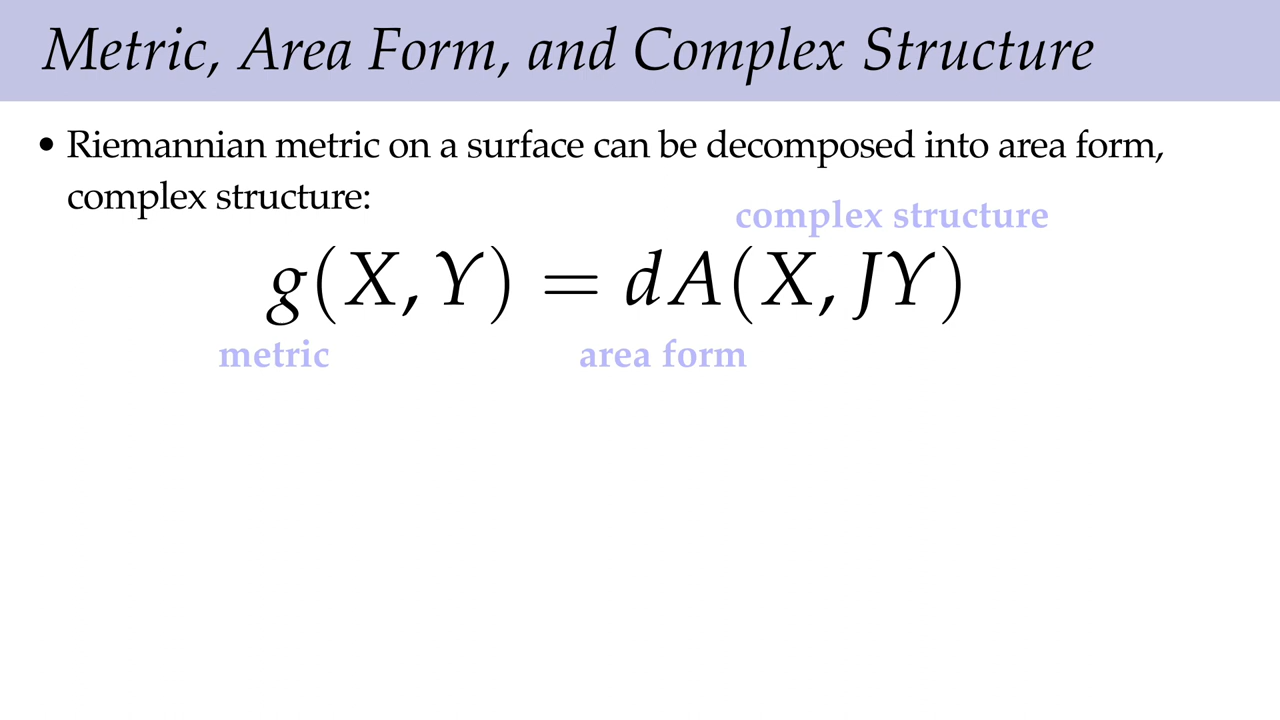 Metric, Area Form, and Complex Structure
• Riemannian metric on a surface can be decomposed into area form,
complex structure:
complex structure
g(X, Y) = dA(X, JY)
metric area form